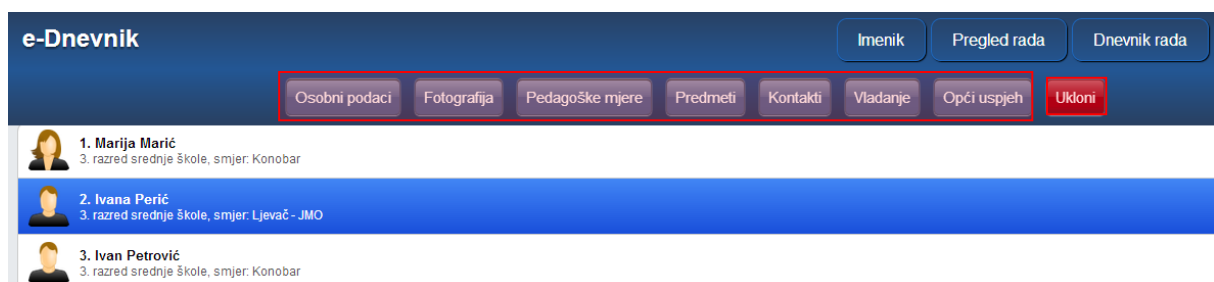 e-Dnevnik Imenik Pregled rada Dnevnik rada
Osobni podaci Fotografija Pedagoške mjere Predmeti Kontakti Vladanje Opći uspjeh Ukloni
1. Marija Marić
3. razred srednje škole, smjer: Konobar
2. Ivana Perić
3. razred srednje škole, smjer: Ljevač - JMO
3. Ivan Petrović
3. razred srednje škole, smjer: Konobar